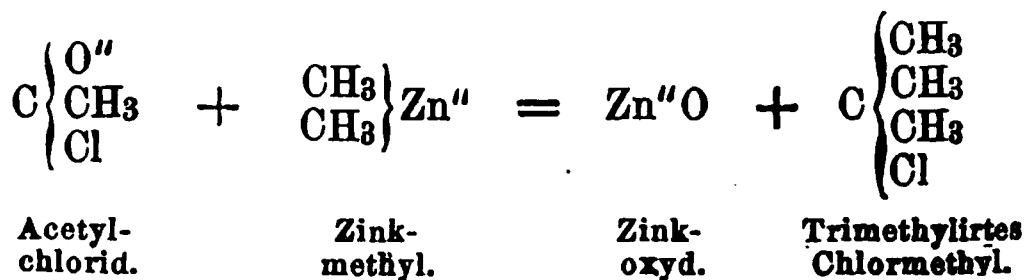 C { O″ CH3 Cl + CH3 CH3 } Zn″ = Zn″O + C { CH3 CH3 CH3 Cl
Acetyl- Zink- Zink- Trimethylirtes
chlorid. methyl. oxyd. Chlormethyl.